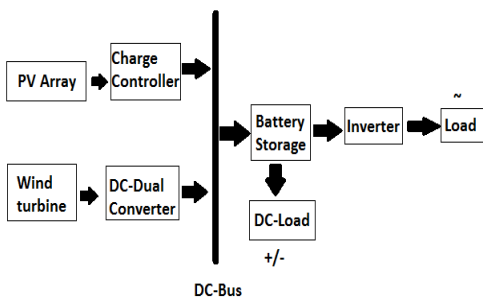 PV Array
Charge
Controller
Wind
turbine
DC-Dual
Converter
DC-Bus
Battery
Storage
Inverter
~
Load
DC-Load
+/-